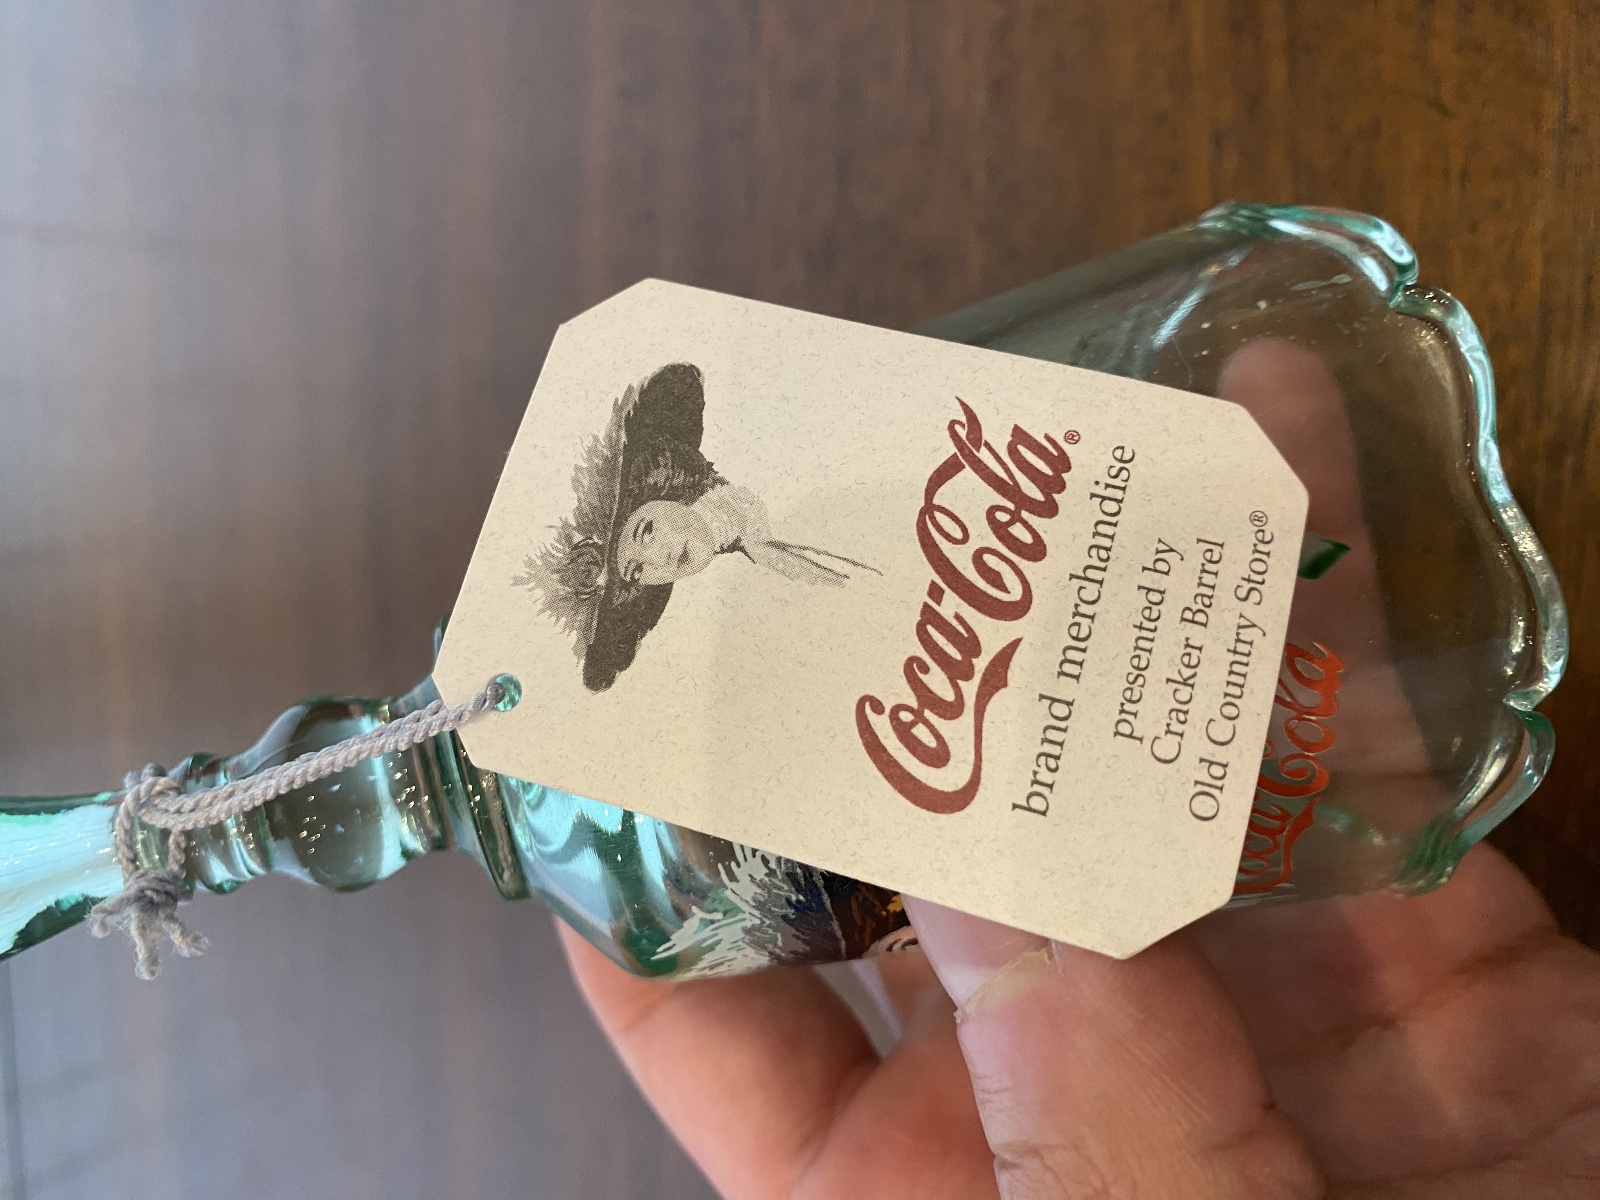 Coca-Cola®
brand merchandise
presented by
Cracker Barrel
Old Country Store®
Coca-Cola